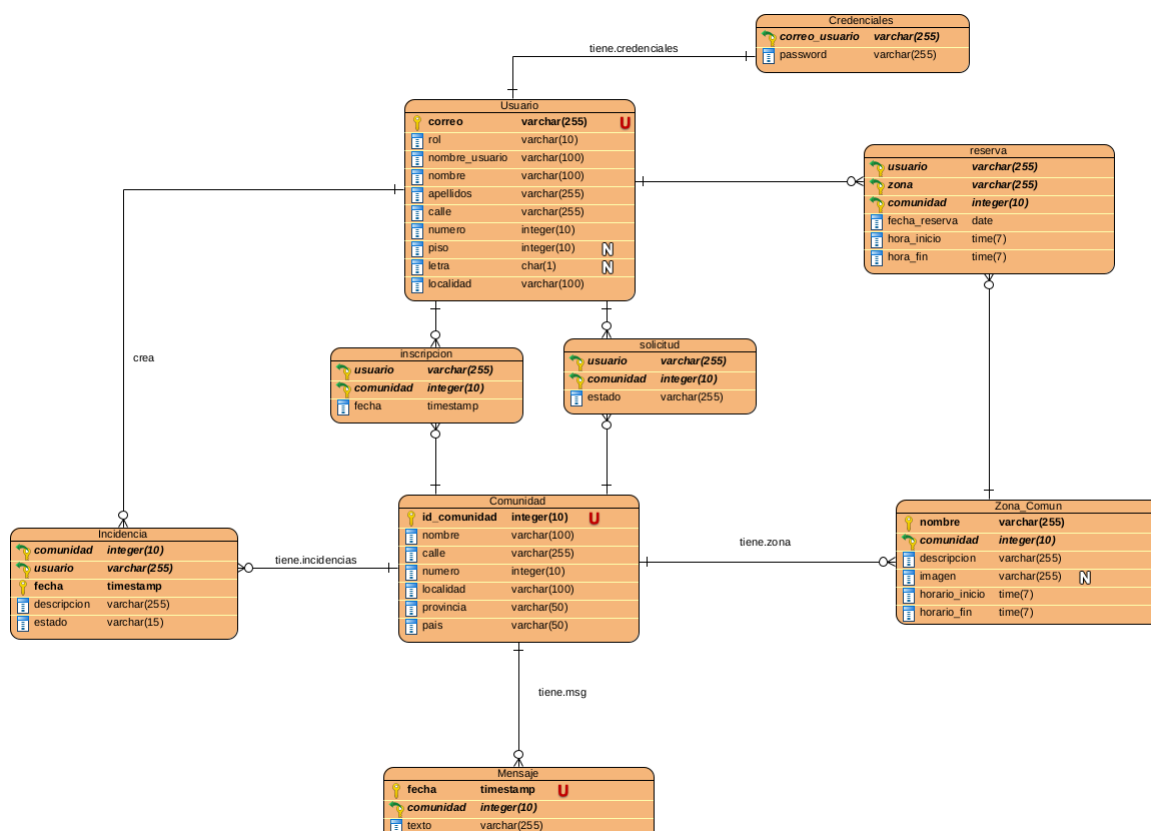 Credenciales
correo_usuario varchar(255)
password varchar(255)
tiene.credenciales
Usuario
correo varchar(255) U
rol varchar(10)
nombre_usuario varchar(100)
nombre varchar(100)
apellidos varchar(255)
calle varchar(255)
numero integer(10)
piso integer(10) N
letra char(1) N
localidad varchar(100)
reserva
usuario varchar(255)
zona varchar(255)
comunidad integer(10)
fecha_reserva date
hora_inicio time(7)
hora_fin time(7)
crea
inscripcion
usuario varchar(255)
comunidad integer(10)
fecha timestamp
solicitud
usuario varchar(255)
comunidad integer(10)
estado varchar(255)
Comunidad
id_comunidad integer(10) U
nombre varchar(100)
calle varchar(255)
numero integer(10)
localidad varchar(100)
provincia varchar(50)
pais varchar(50)
Zona_Comun
nombre varchar(255)
comunidad integer(10)
descripcion varchar(255)
imagen varchar(255) N
horario_inicio time(7)
horario_fin time(7)
tiene.zona
Incidencia
comunidad integer(10)
usuario varchar(255)
fecha timestamp
descripcion varchar(255)
estado varchar(15)
tiene.incidencias
tiene.msg
Mensaje
fecha timestamp U
comunidad integer(10)
texto varchar(255)